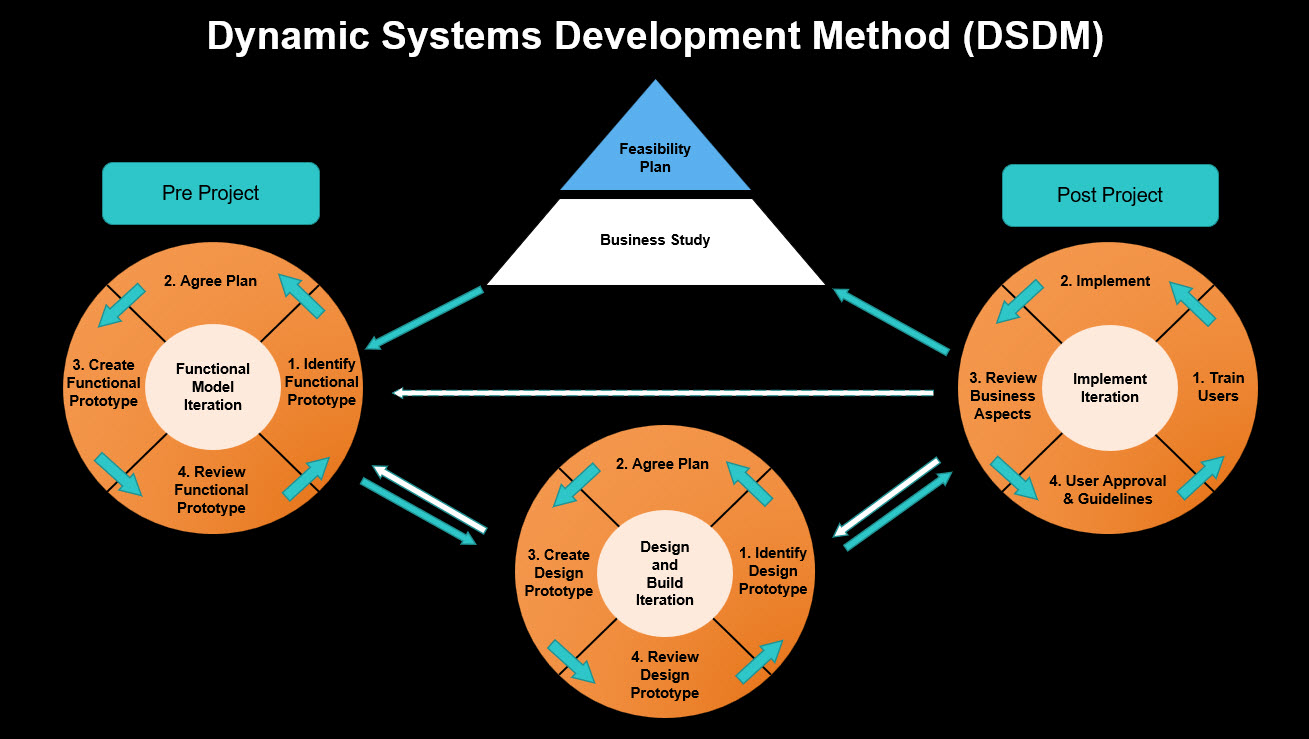 Dynamic Systems Development Method (DSDM)
Feasibility
Plan
Business Study
Pre Project
2. Agree Plan
3. Create
Functional
Prototype
Functional
Model
Iteration
1. Identify
Functional
Prototype
4. Review
Functional
Prototype
2. Agree Plan
3. Create
Design
Prototype
Design
and
Build
Iteration
1. Identify
Design
Prototype
4. Review
Design
Prototype
Post Project
2. Implement
3. Review
Business
Aspects
Implement
Iteration
1. Train
Users
4. User Approval
& Guidelines